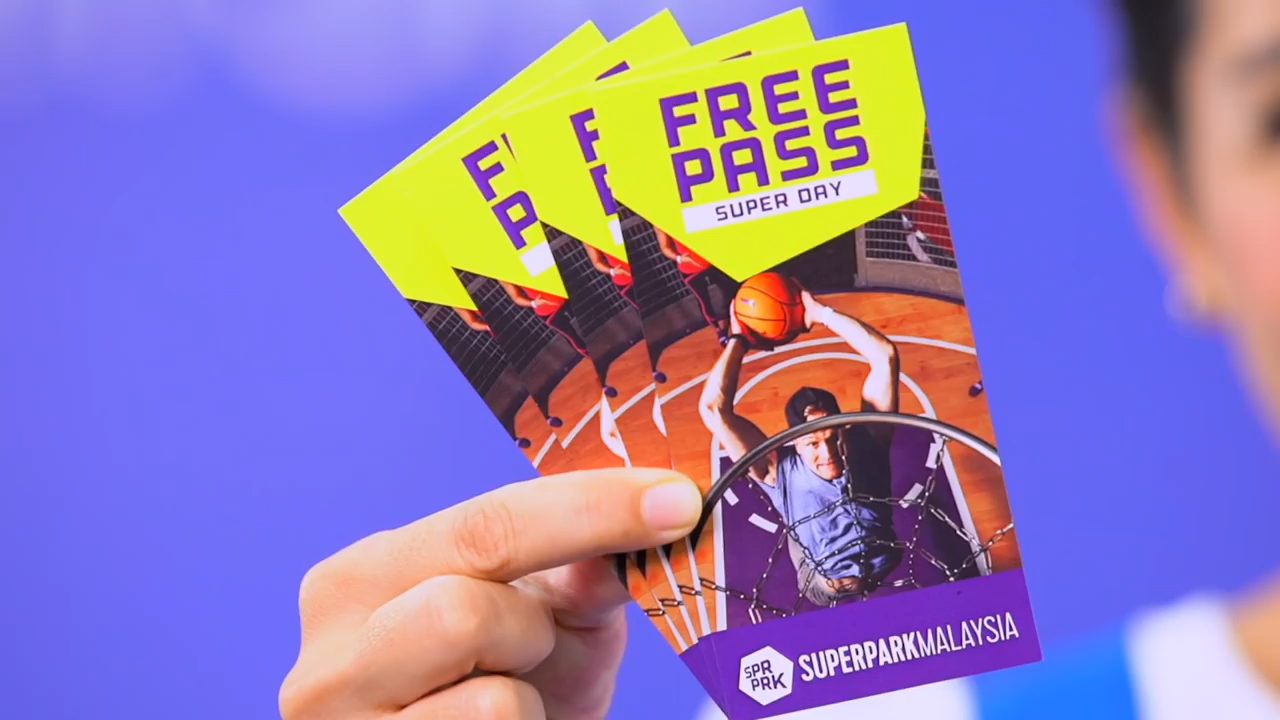 FREE
PASS
SUPER DAY
SPR
PRK
SUPERPARKMALAYSIA
F
P
F
P